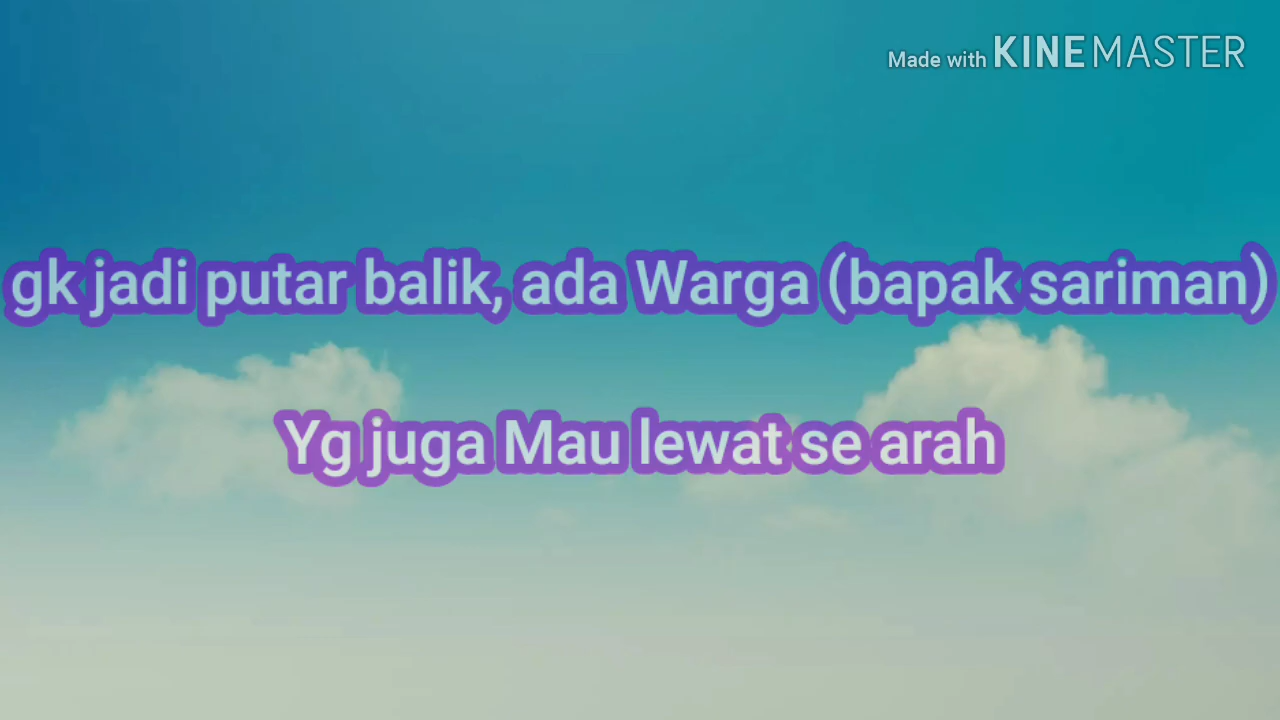 Made with KINEMASTER
gk jadi putar balik, ada Warga (bapak sariman)
Yg juga Mau lewat se arah